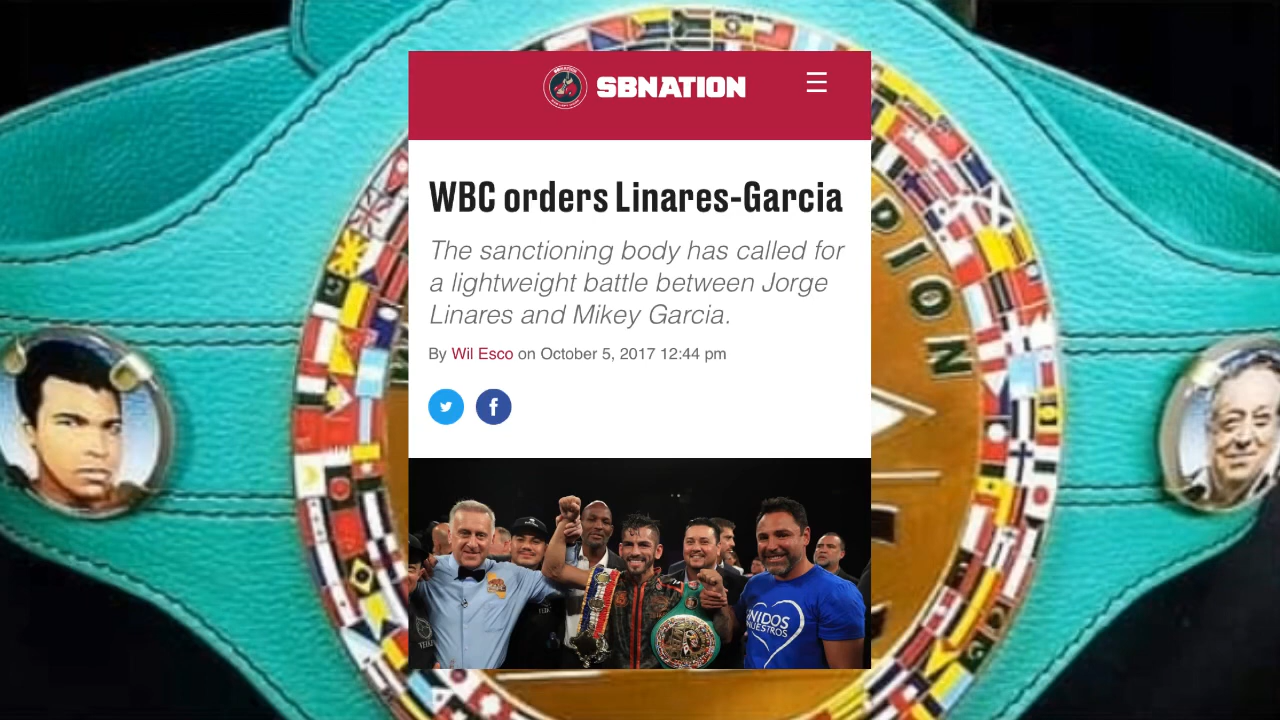 SBNATION
WBC orders Linares-Garcia
The sanctioning body has called for
a lightweight battle between Jorge
Linares and Mikey Garcia.
By Wil Esco on October 5, 2017 12:44 pm
PION
UNIDOS